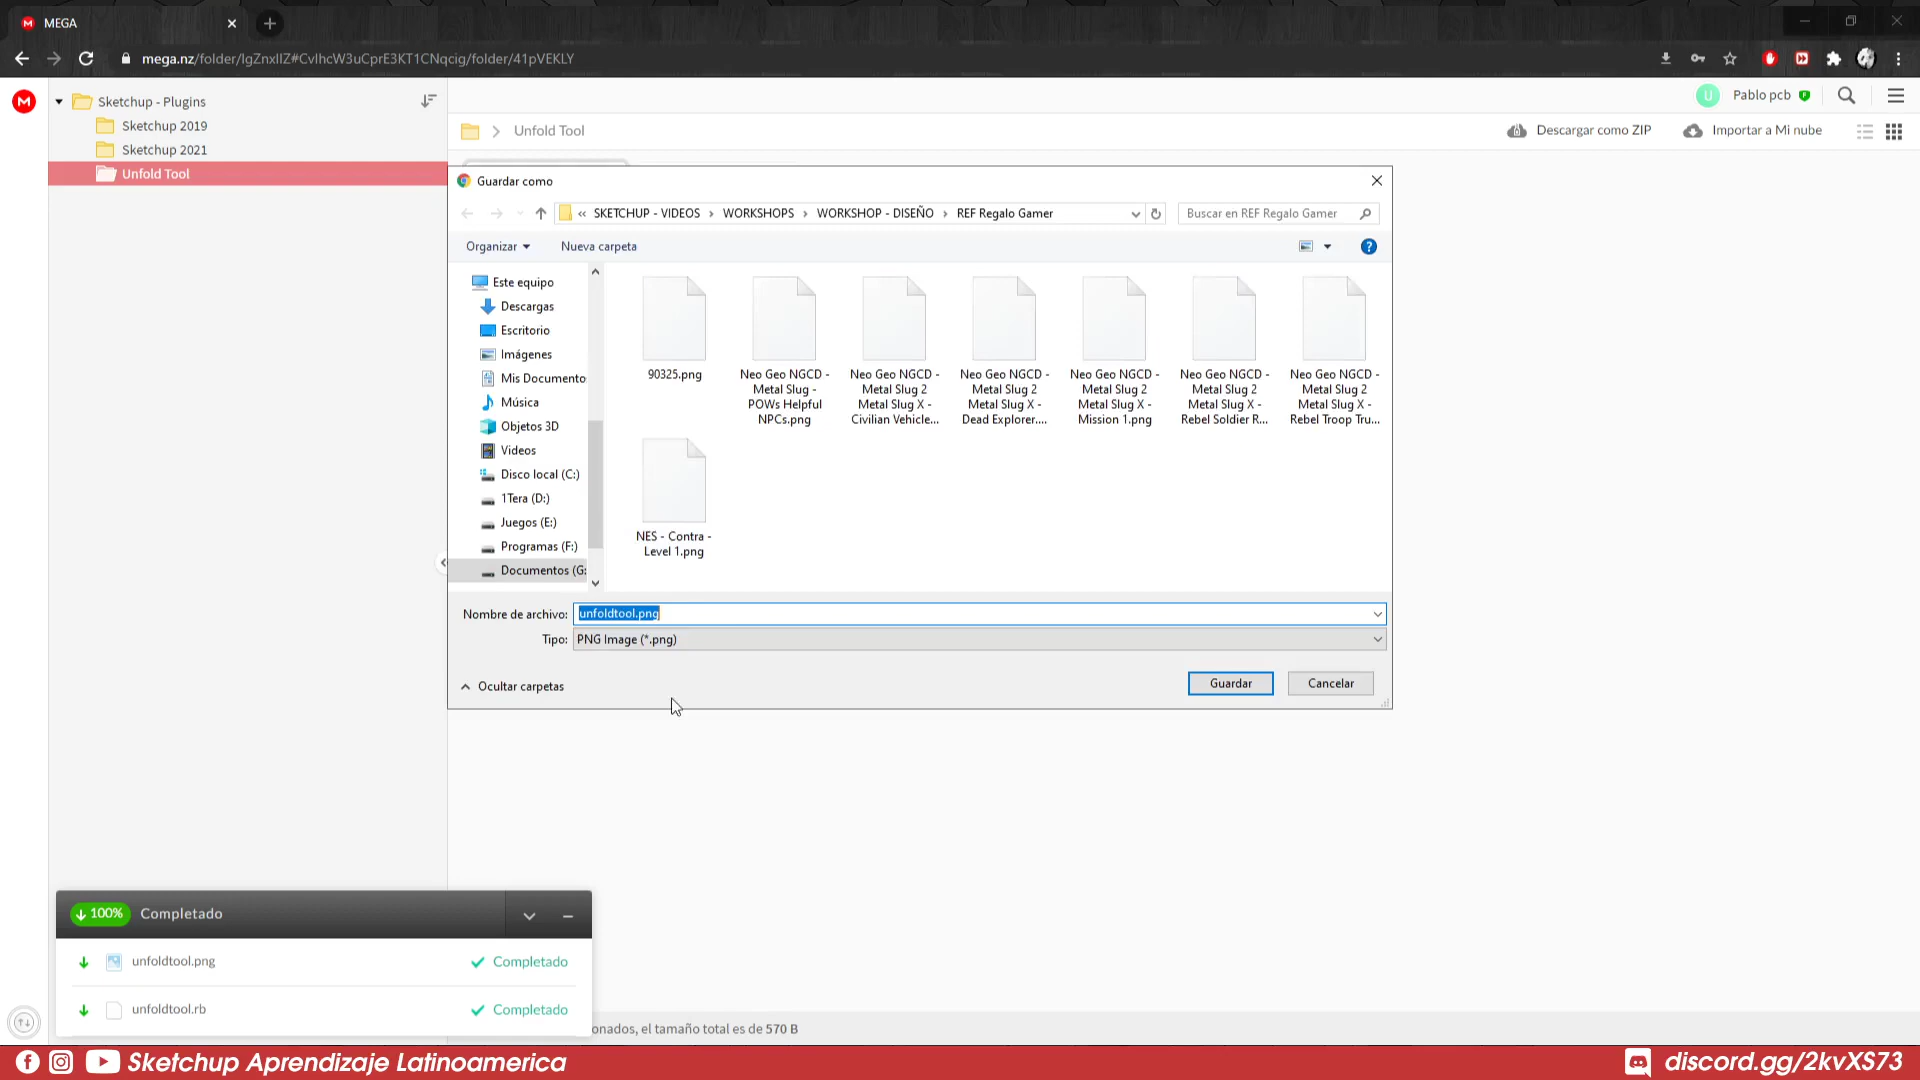 MEGA
mega.nz/folder/IgZnxIIZ#CvIhcW3uCprE3KT1CNqcig/folder/41pVEKLY
Sketchup - Plugins
Sketchup 2019
Sketchup 2021
Unfold Tool
U
Pablo pcb
Unfold Tool
Descargar como ZIP
Importar a Mi nube
Guardar como
« SKETCHUP - VIDEOS > WORKSHOPS > WORKSHOP - DISEÑO > REF Regalo Gamer
Buscar en REF Regalo Gamer
Organizar
Nueva carpeta
Este equipo
Descargas
Escritorio
Imágenes
Mis Documento
Música
Objetos 3D
Videos
Disco local (C:)
1Tera (D:)
Juegos (E:)
Programas (F:)
Documentos (G:
90325.png
Neo Geo NGCD -
Metal Slug -
POWs Helpful
NPCs.png
Neo Geo NGCD -
Metal Slug 2
Metal Slug X -
Civilian Vehicle...
Neo Geo NGCD -
Metal Slug 2
Metal Slug X -
Dead Explorer....
Neo Geo NGCD -
Metal Slug 2
Metal Slug X -
Mission 1.png
Neo Geo NGCD -
Metal Slug 2
Metal Slug X -
Rebel Soldier R...
Neo Geo NGCD -
Metal Slug 2
Metal Slug X -
Rebel Troop Tru...
NES - Contra -
Level 1.png
Nombre de archivo: unfoldtool.png
Tipo: PNG Image (*.png)
Ocultar carpetas
Guardar
Cancelar
100% Completado
unfoldtool.png Completado
unfoldtool.rb Completado
onados, el tamaño total es de 570 B
Sketchup Aprendizaje Latinoamerica
discord.gg/2kvXS73